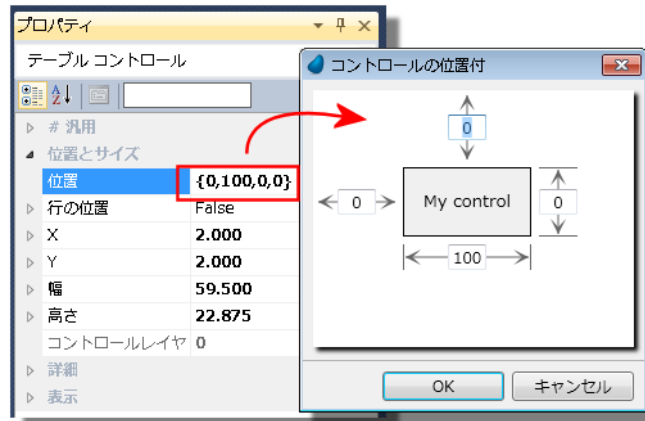 プロパティ
テーブル コントロール
# 汎用
位置とサイズ
位置 {0,100,0,0}
行の位置 False
X 2.000
Y 2.000
幅 59.500
高さ 22.875
コントロールレイヤ 0
詳細
表示
コントロールの位置付
0
0 My control 0
100
OK キャンセル